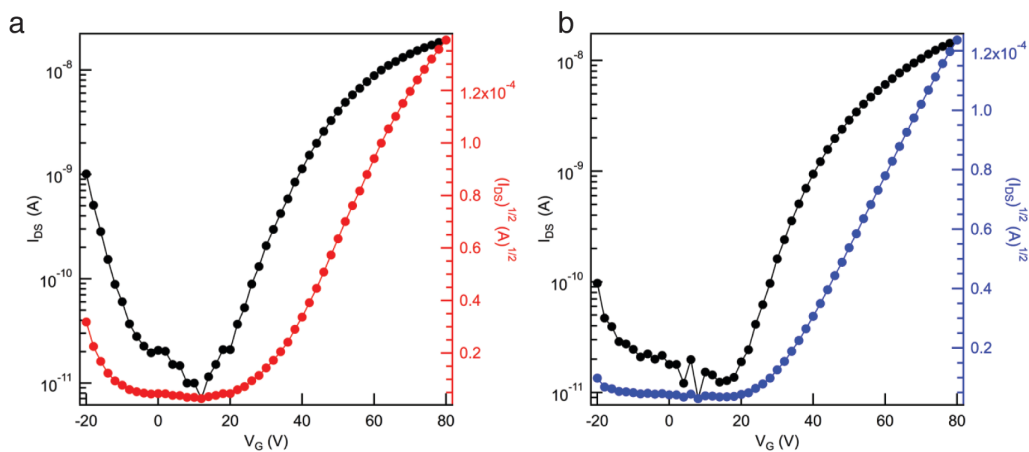 a
10⁻⁸
10⁻⁹
10⁻¹⁰
10⁻¹¹
I_DS (A)
-20 0 20 40 60 80
V_G (V)
1.2x10⁻⁴
1.0
0.8
0.6
0.4
0.2
(I_DS)^1/2 (A)^1/2
b
10⁻⁸
10⁻⁹
10⁻¹⁰
10⁻¹¹
I_DS (A)
-20 0 20 40 60 80
V_G (V)
1.2x10⁻⁴
1.0
0.8
0.6
0.4
0.2
(I_DS)^1/2 (A)^1/2